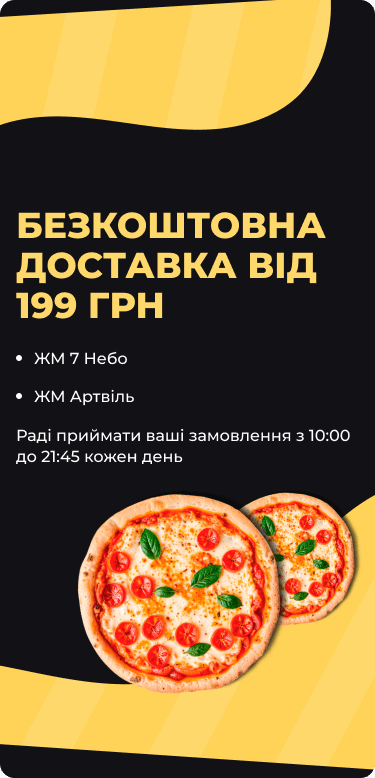 БЕЗКОШТОВНА
ДОСТАВКА ВІД
199 ГРН
• ЖМ 7 Небо
• ЖМ Артвіль
Раді приймати ваші замовлення з 10:00
до 21:45 кожен день